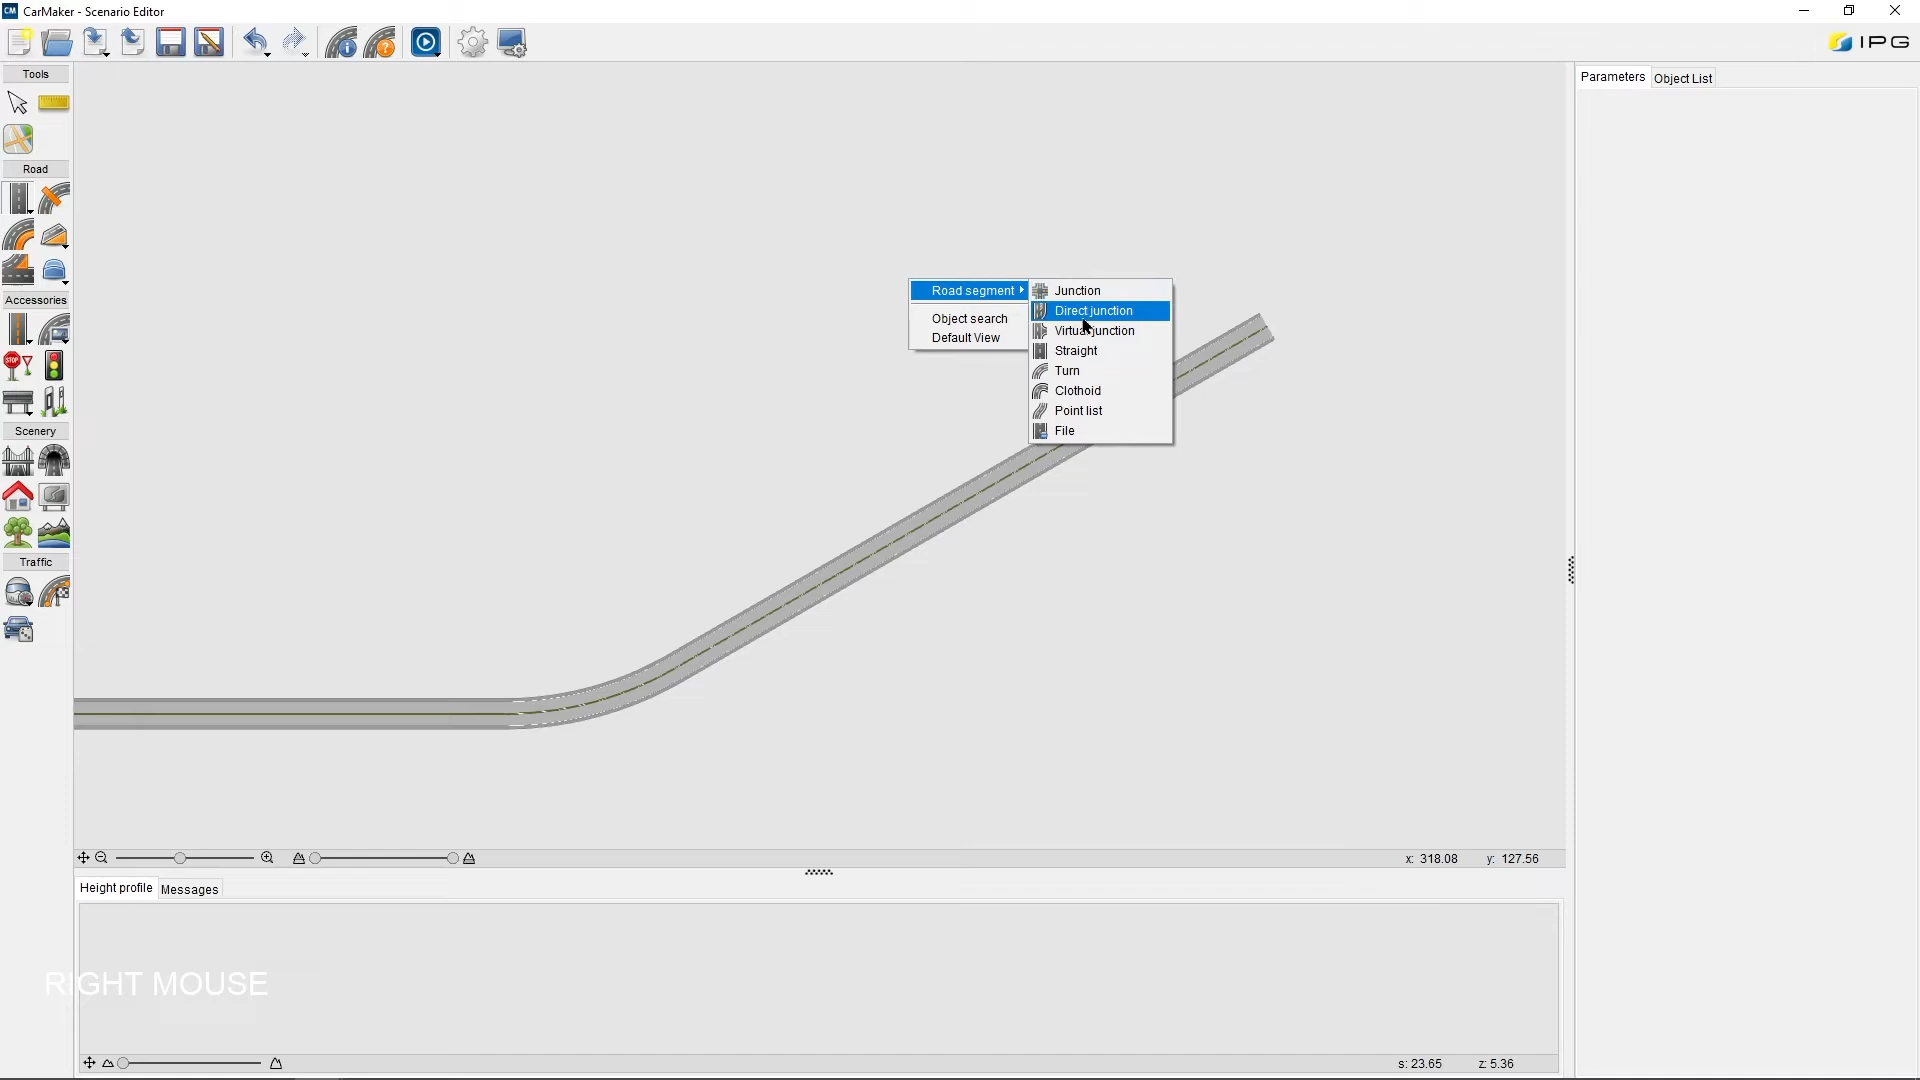 CM CarMaker - Scenario Editor
IPG
Tools
Road
Accessories
STOP
Scenery
Traffic
Parameters
Object List
Road segment
Object search
Default View
Junction
Direct junction
Virtual junction
Straight
Turn
Clothoid
Point list
File
x: 318.08 y: 127.56
Height profile
Messages
RIGHT MOUSE
s: 23.65 z: 5.36